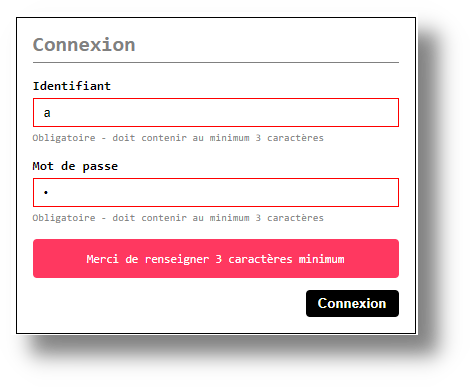 Connexion
Identifiant
a
Obligatoire - doit contenir au minimum 3 caractères
Mot de passe
•
Obligatoire - doit contenir au minimum 3 caractères
Merci de renseigner 3 caractères minimum
Connexion